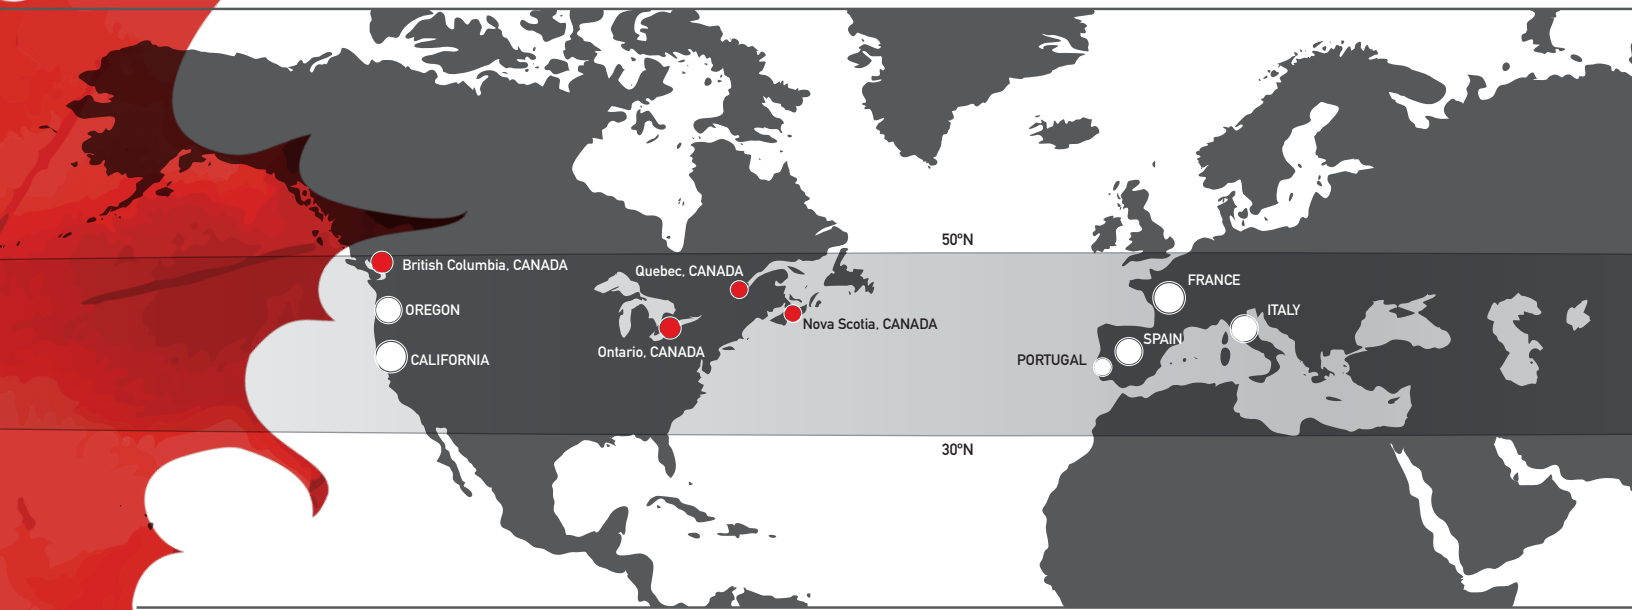 50°N
British Columbia, CANADA
Quebec, CANADA
FRANCE
OREGON
ITALY
Nova Scotia, CANADA
SPAIN
Ontario, CANADA
CALIFORNIA
PORTUGAL
30°N